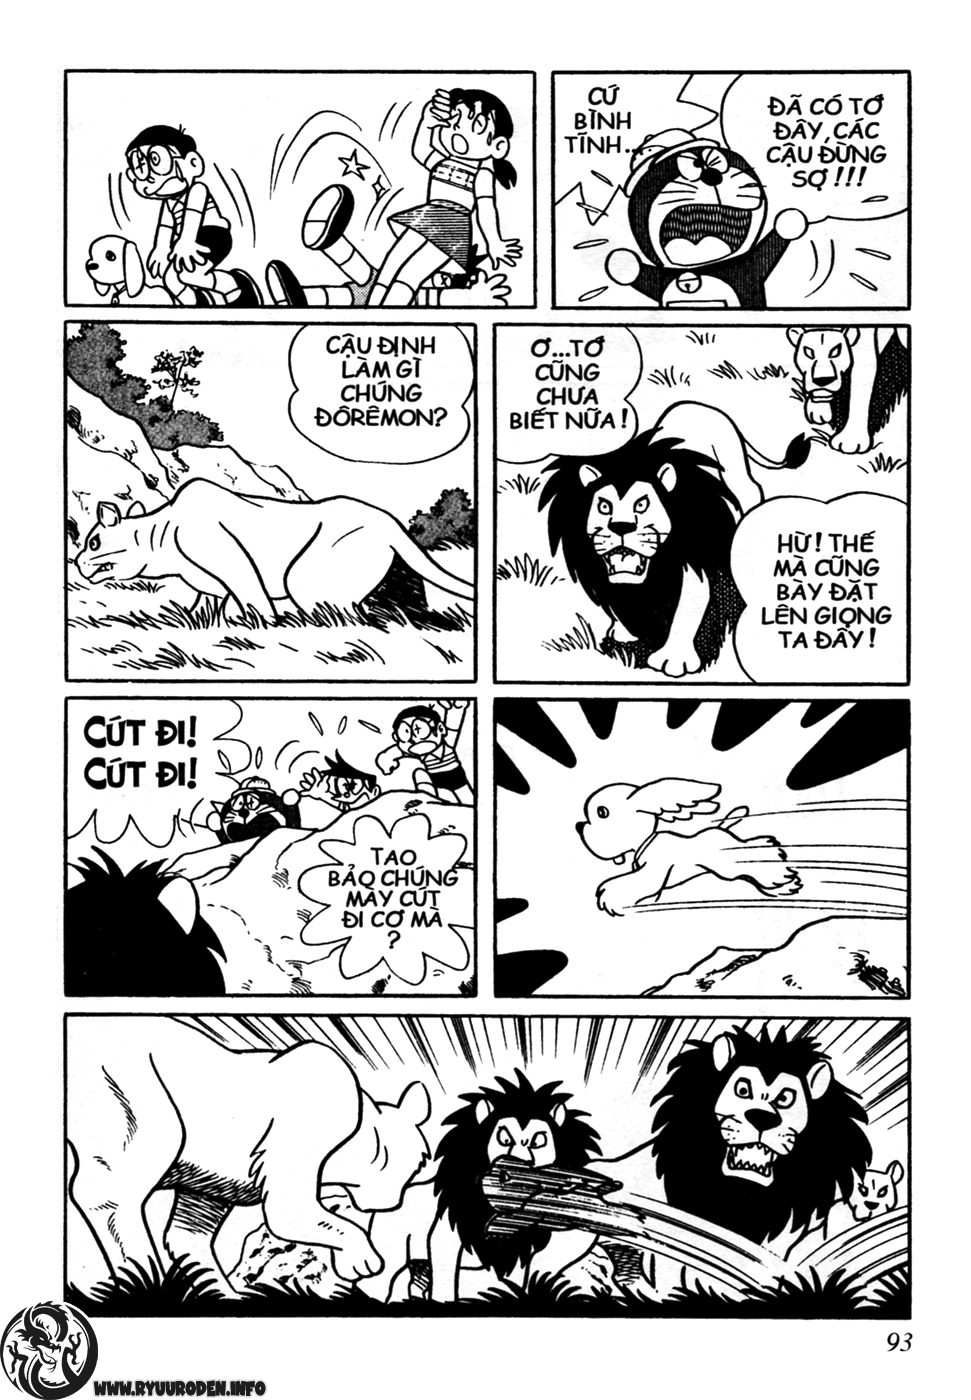 CỨ
BÌNH
TĨNH...
ĐÃ CÓ TỚ
ĐÂY, CÁC
CẬU ĐỪNG
SỢ!!!
CẬU ĐỊNH
LÀM GÌ
CHÚNG
ĐÔRÊMON?
Ơ...TỚ
CŨNG
CHƯA
BIẾT NỮA!
HỪ! THẾ
MÀ CŨNG
BÀY ĐẶT
LÊN GIỌNG
TA ĐÂY!
CÚT ĐI!
CÚT ĐI!
TAO
BẢO CHÚNG
MÀY CÚT
ĐI CƠ MÀ
?
93
WWW.RYUURODEN.INFO